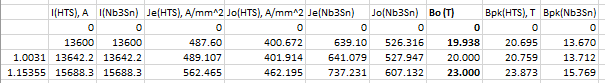 I(HTS), A I(Nb3Sn) Je(HTS), A/mm^2 Jo(HTS), A/mm^2 Je(Nb3Sn) Jo(Nb3Sn) Bo (T) Bpk(HTS), T Bpk(Nb3Sn)
0 0 0 0 0 0 0
13600 13600 487.60 400.672 639.10 526.316 19.938 20.695 13.670
1.0031 13642.2 13642.2 489.107 401.914 641.079 527.947 20.000 20.759 13.712
1.15355 15688.3 15688.3 562.465 462.195 737.231 607.132 23.000 23.873 15.769